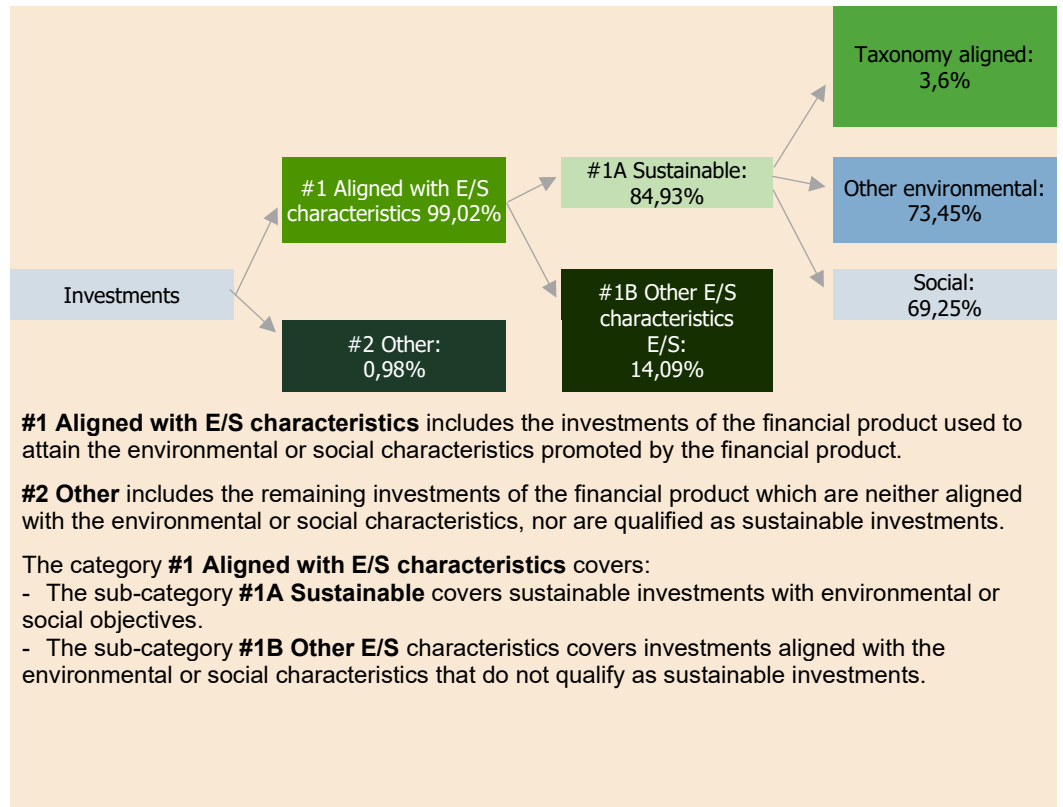 Taxonomy aligned:
3,6%
#1 Aligned with E/S
characteristics 99,02%
#1A Sustainable:
84,93%
Other environmental:
73,45%
Investments
#1B Other E/S
characteristics
E/S:
14,09%
Social:
69,25%
#2 Other:
0,98%
#1 Aligned with E/S characteristics includes the investments of the financial product used to
attain the environmental or social characteristics promoted by the financial product.
#2 Other includes the remaining investments of the financial product which are neither aligned
with the environmental or social characteristics, nor are qualified as sustainable investments.
The category #1 Aligned with E/S characteristics covers:
- The sub-category #1A Sustainable covers sustainable investments with environmental or
social objectives.
- The sub-category #1B Other E/S characteristics covers investments aligned with the
environmental or social characteristics that do not qualify as sustainable investments.